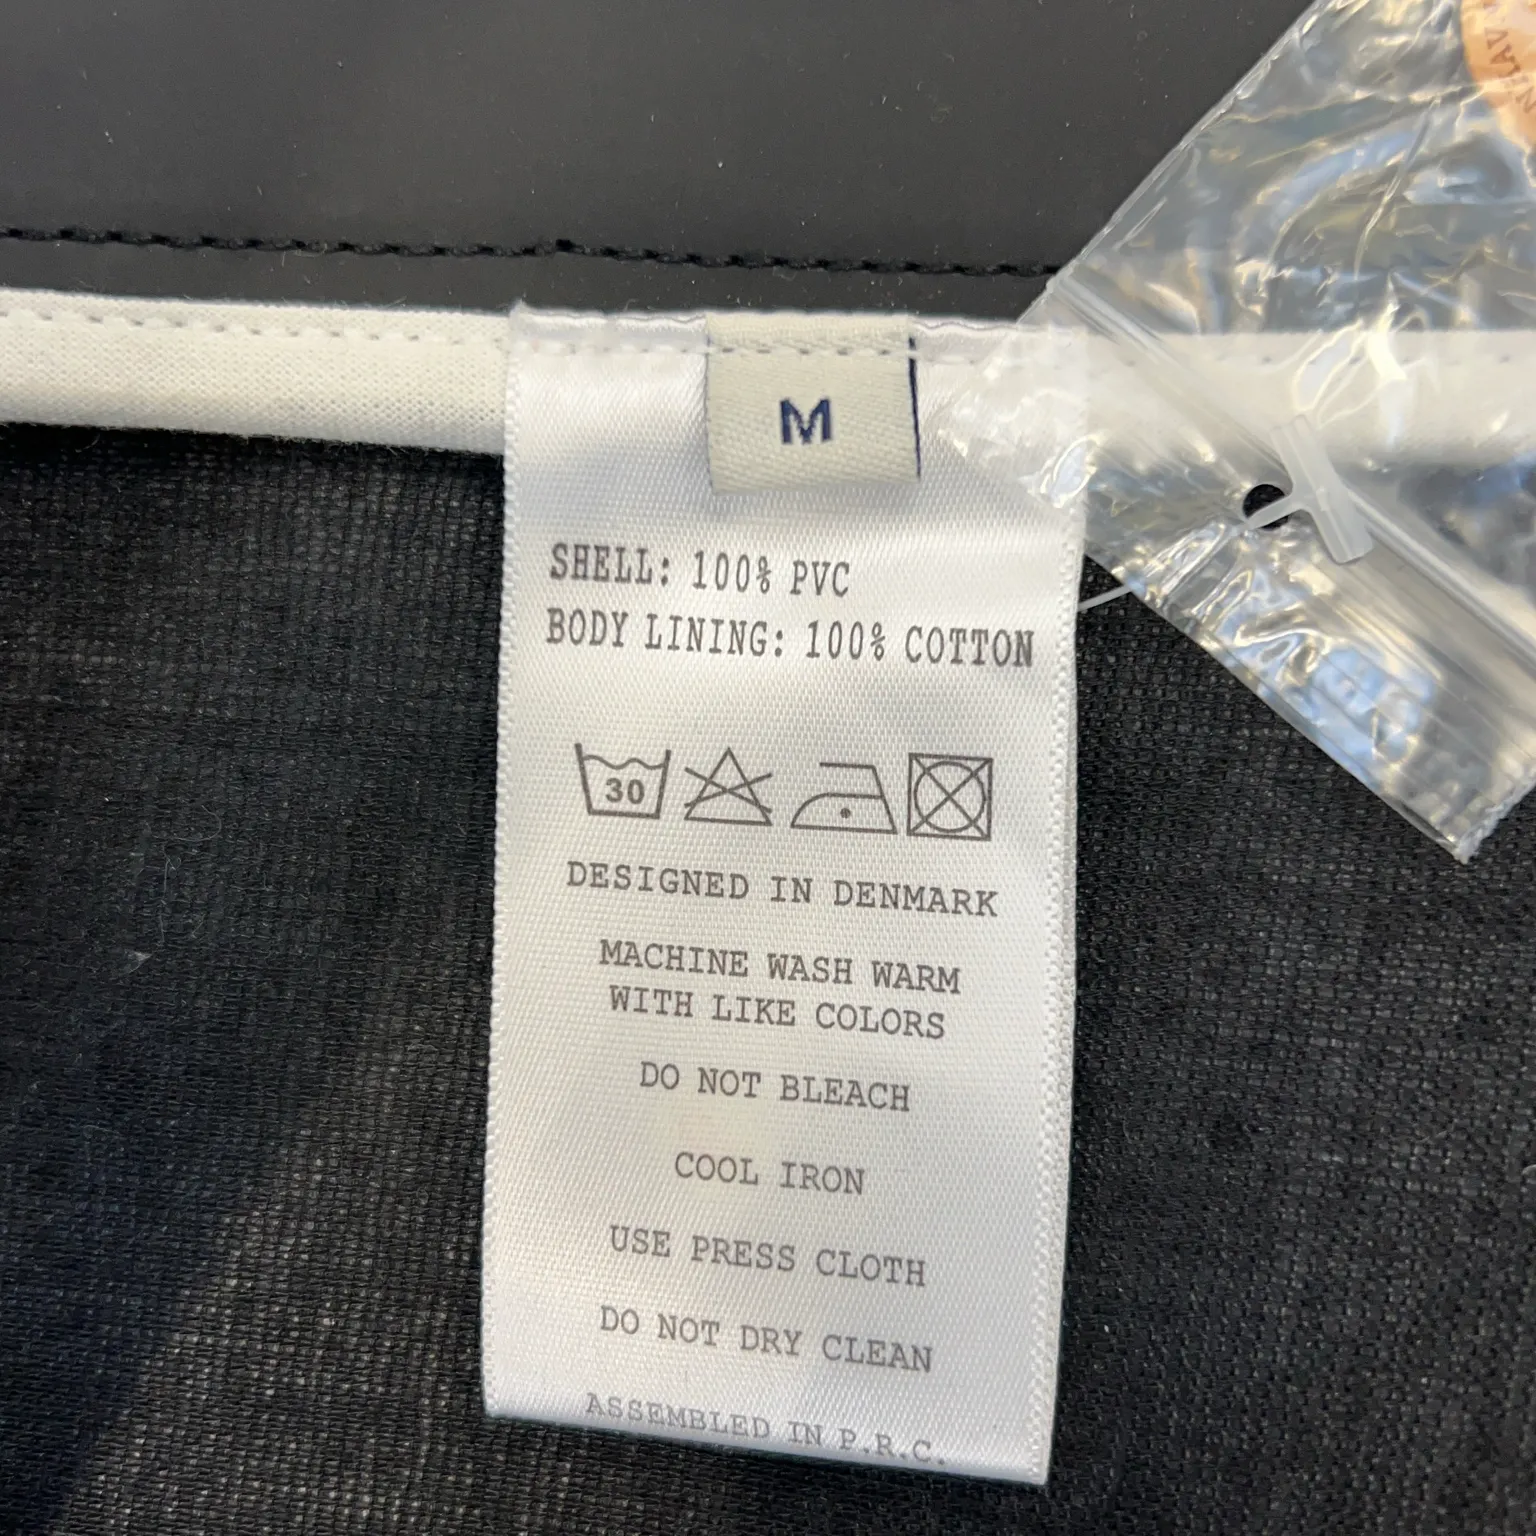 M
SHELL: 100% PVC
BODY LINING: 100% COTTON
30
DESIGNED IN DENMARK
MACHINE WASH WARM
WITH LIKE COLORS
DO NOT BLEACH
COOL IRON
USE PRESS CLOTH
DO NOT DRY CLEAN
ASSEMBLED IN P.R.C.